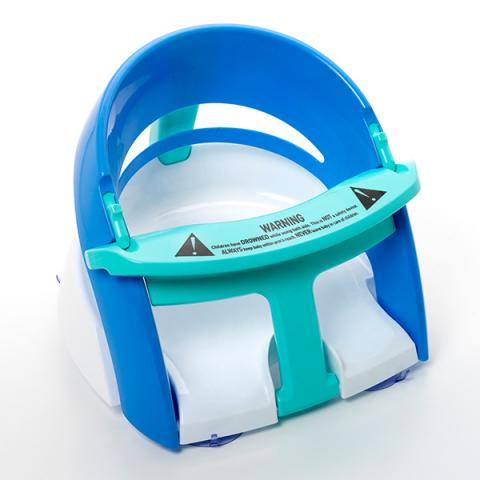 WARNING
Children have DROWNED while using bath aids. This is NOT a safety device.
ALWAYS keep baby within arm's reach. NEVER leave baby in care of children.